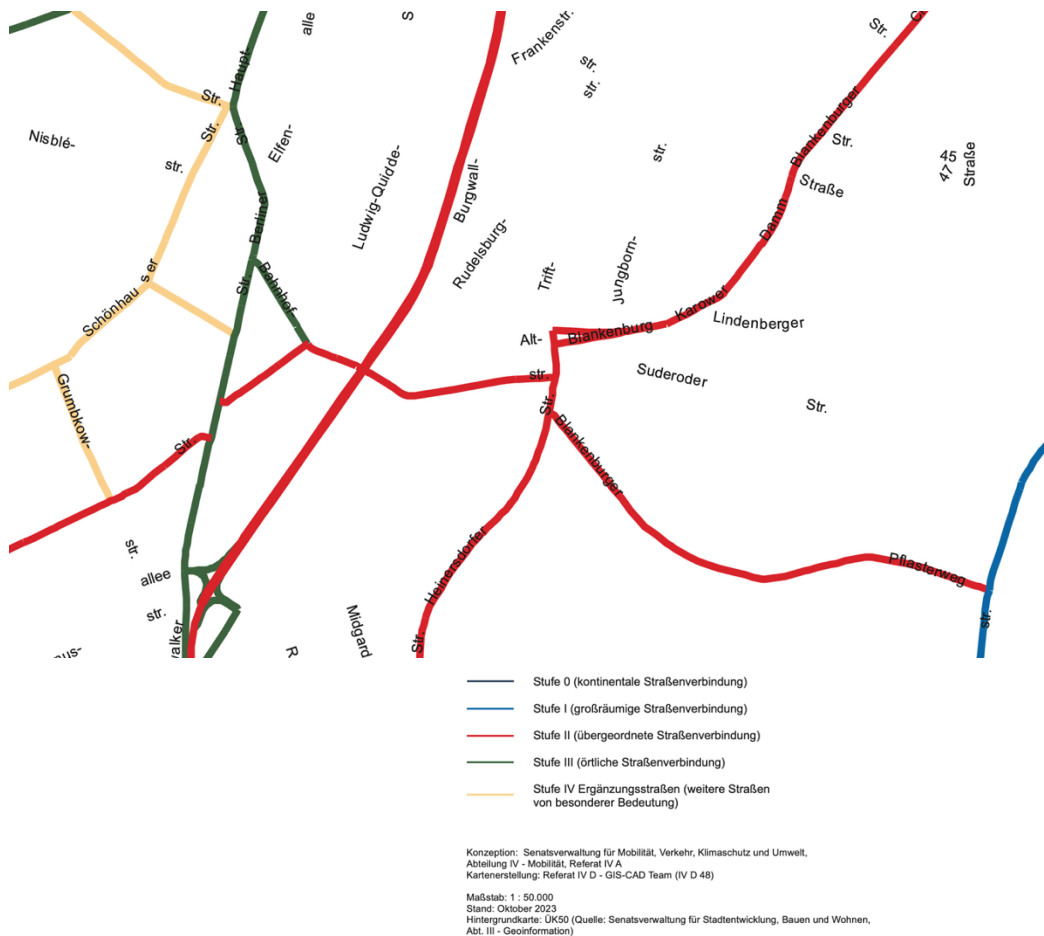 alle
S
Frankenstr.
str.
str.
Str.
C
Haupt-
Str.
Str.
Str.
Nisblé-
str.
Elfen-
Ludwig-Quidde-
Burgwall-
Rudelsburg-
str.
Blankenburger
Str.
Straße
45
47
Straße
Damm
Berliner
Str.
Bahnhof
Schönhau
s er
Trift-
Jungborn-
Karower
Lindenberger
Alt-
Blankenburg
Suderoder
str.
Str.
Grumbkow-
Str.
Str.
Blankenburger
Heinersdorfer
Str.
Pflasterweg
str.
str.
allee
str.
walker
Midgard
R
nus-
Stufe 0 (kontinentale Straßenverbindung)
Stufe I (großräumige Straßenverbindung)
Stufe II (übergeordnete Straßenverbindung)
Stufe III (örtliche Straßenverbindung)
Stufe IV Ergänzungsstraßen (weitere Straßen
von besonderer Bedeutung)
Konzeption: Senatsverwaltung für Mobilität, Verkehr, Klimaschutz und Umwelt,
Abteilung IV - Mobilität, Referat IV A
Kartenerstellung: Referat IV D - GIS-CAD Team (IV D 48)
Maßstab: 1 : 50.000
Stand: Oktober 2023
Hintergrundkarte: ÜK50 (Quelle: Senatsverwaltung für Stadtentwicklung, Bauen und Wohnen,
Abt. III - Geoinformation)